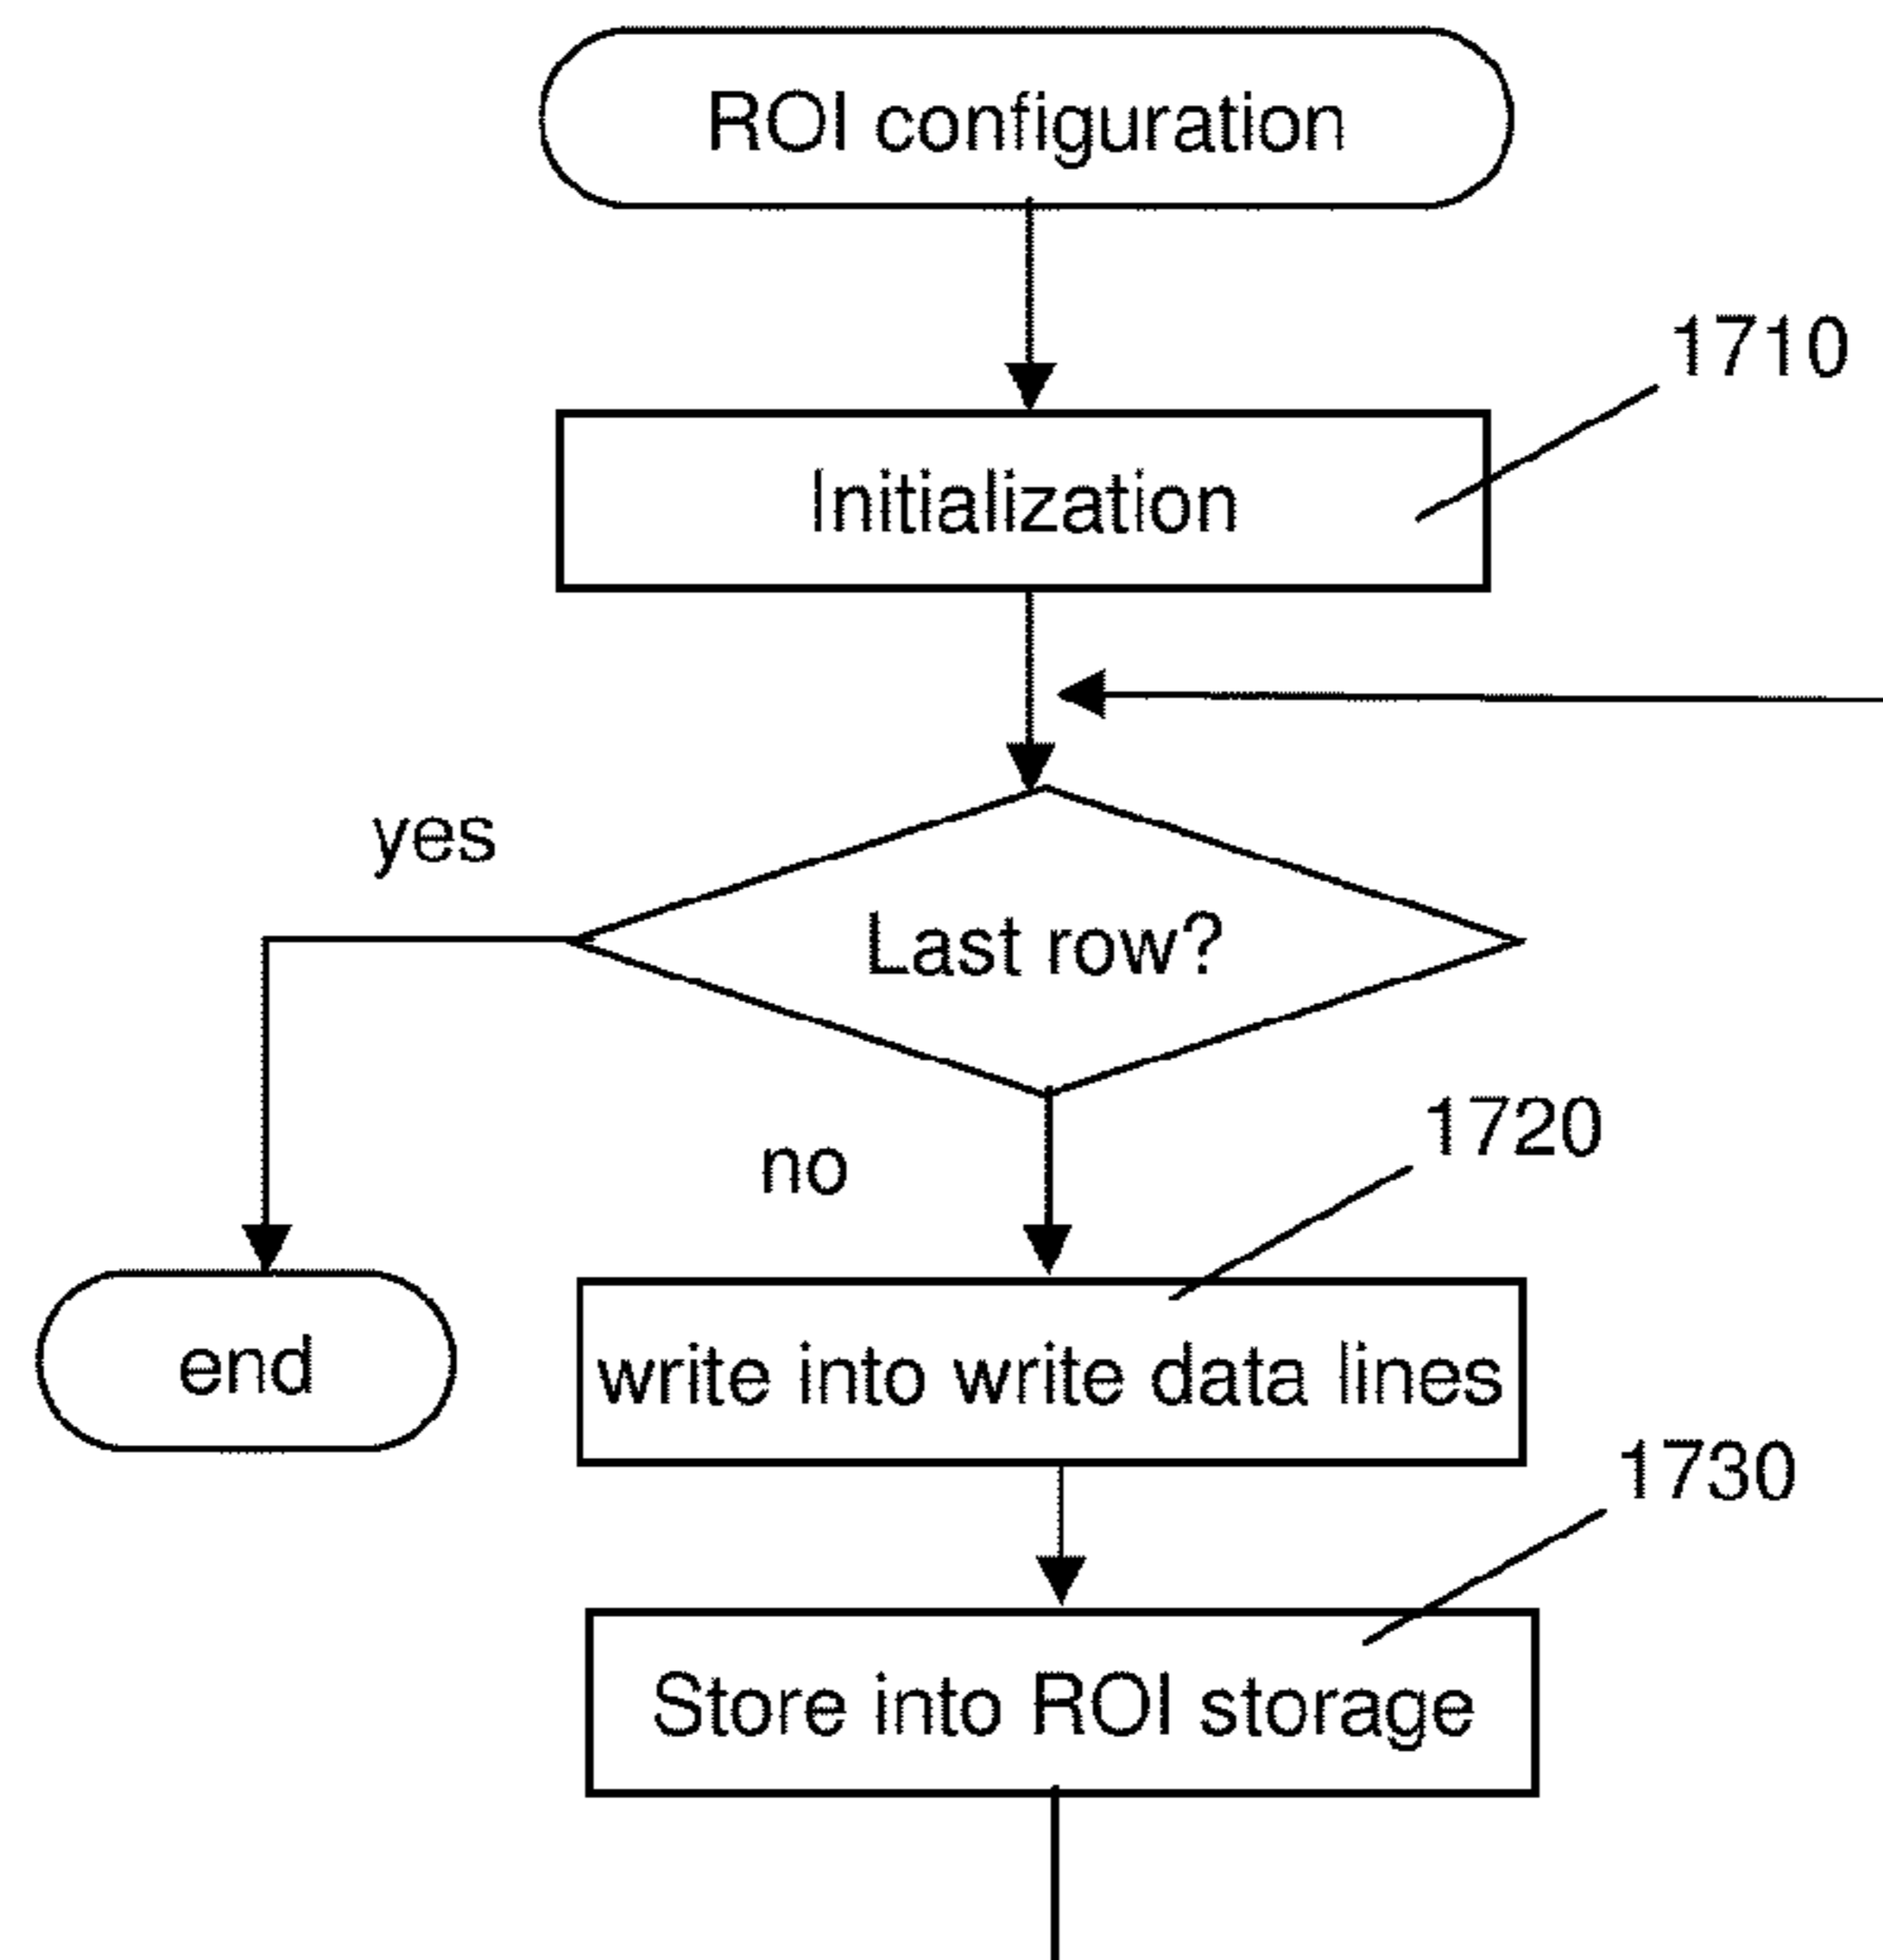 ROI configuration
1710
Initialization
yes
Last row?
1720
no
end
write into write data lines
1730
Store into ROI storage